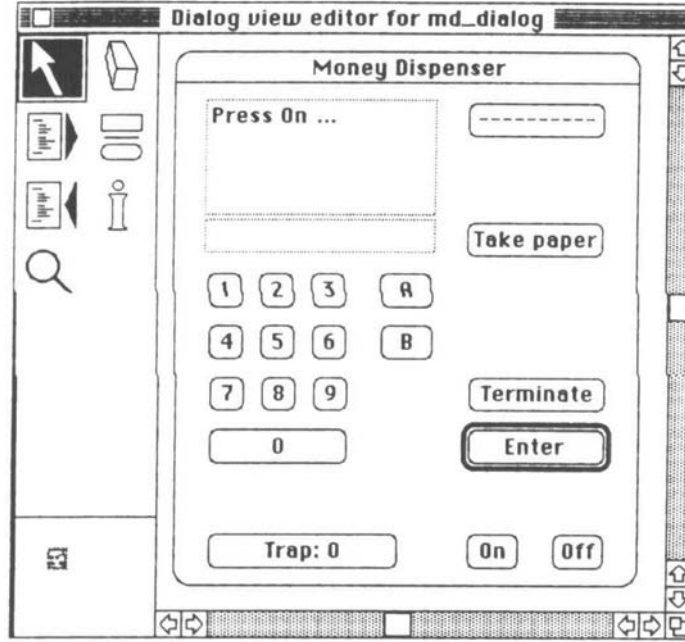 Dialog view editor for md_dialog
Money Dispenser
Press On ...
----------
Take paper
1 2 3 A
4 5 6 B
7 8 9 Terminate
0 Enter
Trap: 0 On Off